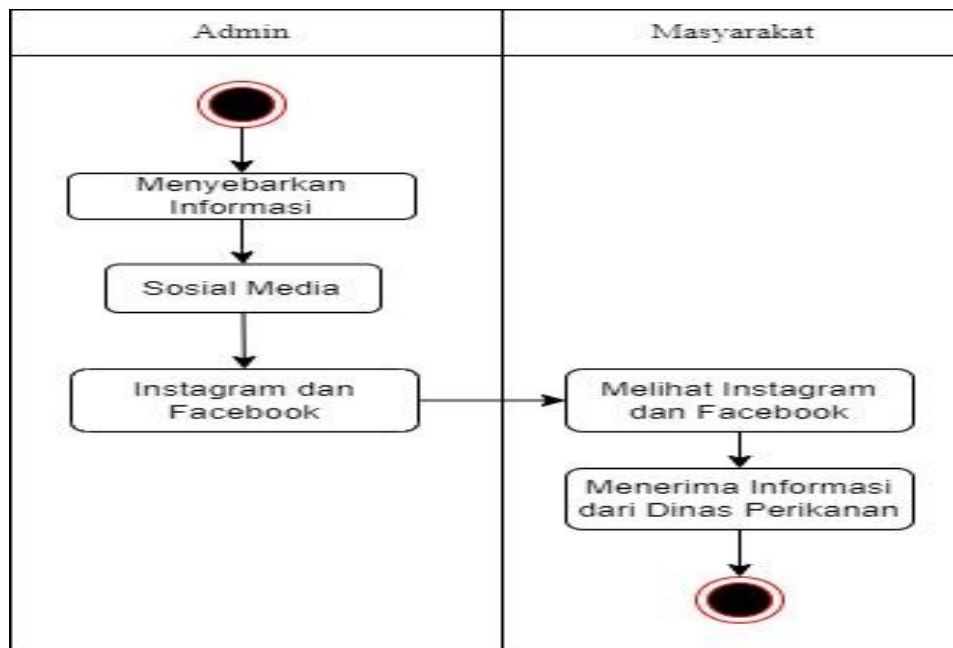 Admin
Masyarakat
Menyebarkan
Informasi
Sosial Media
Instagram dan
Facebook
Melihat Instagram
dan Facebook
Menerima Informasi
dari Dinas Perikanan